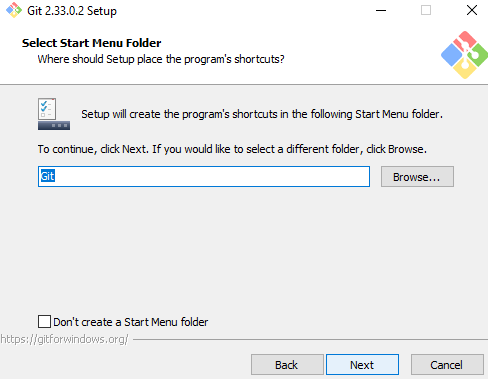 Git 2.33.0.2 Setup
Select Start Menu Folder
Where should Setup place the program's shortcuts?
Setup will create the program's shortcuts in the following Start Menu folder.
To continue, click Next. If you would like to select a different folder, click Browse.
Git
Browse...
Don't create a Start Menu folder
https://gitforwindows.org/
Back
Next
Cancel